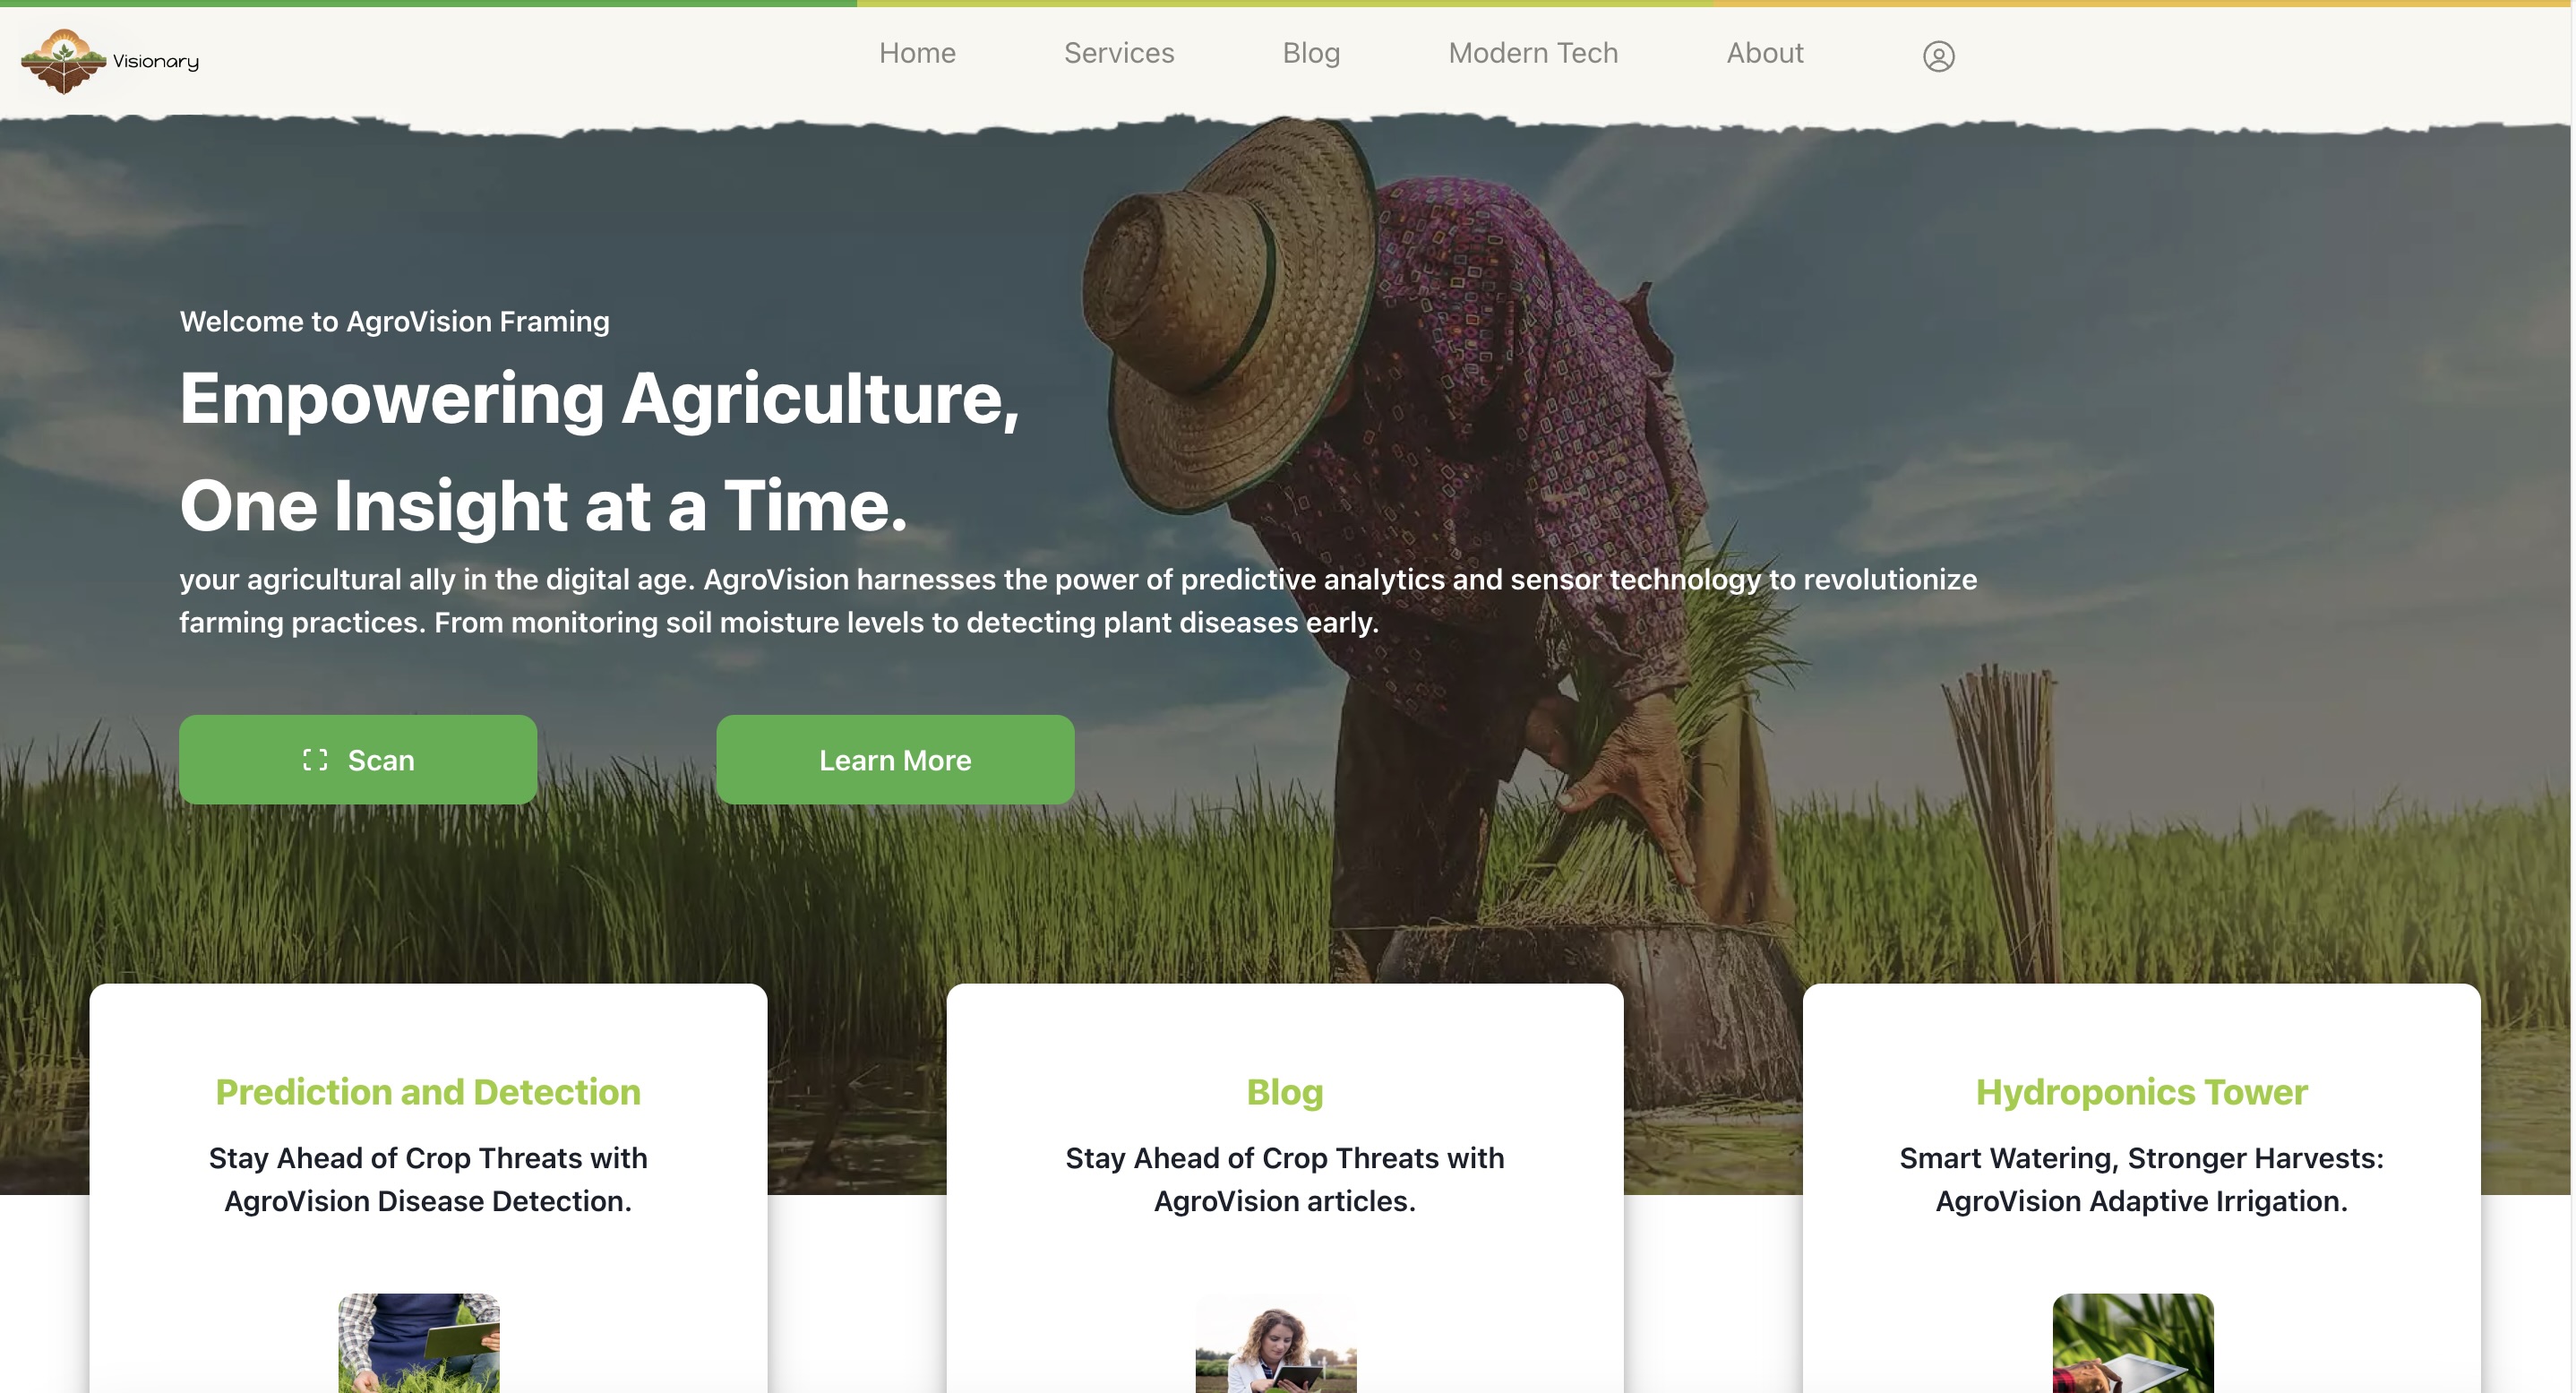 Visionary
Home
Services
Blog
Modern Tech
About
Welcome to AgroVision Framing
Empowering Agriculture,
One Insight at a Time.
your agricultural ally in the digital age. AgroVision harnesses the power of predictive analytics and sensor technology to revolutionize
farming practices. From monitoring soil moisture levels to detecting plant diseases early.
Scan
Learn More
Prediction and Detection
Stay Ahead of Crop Threats with
AgroVision Disease Detection.
Blog
Stay Ahead of Crop Threats with
AgroVision articles.
Hydroponics Tower
Smart Watering, Stronger Harvests:
AgroVision Adaptive Irrigation.